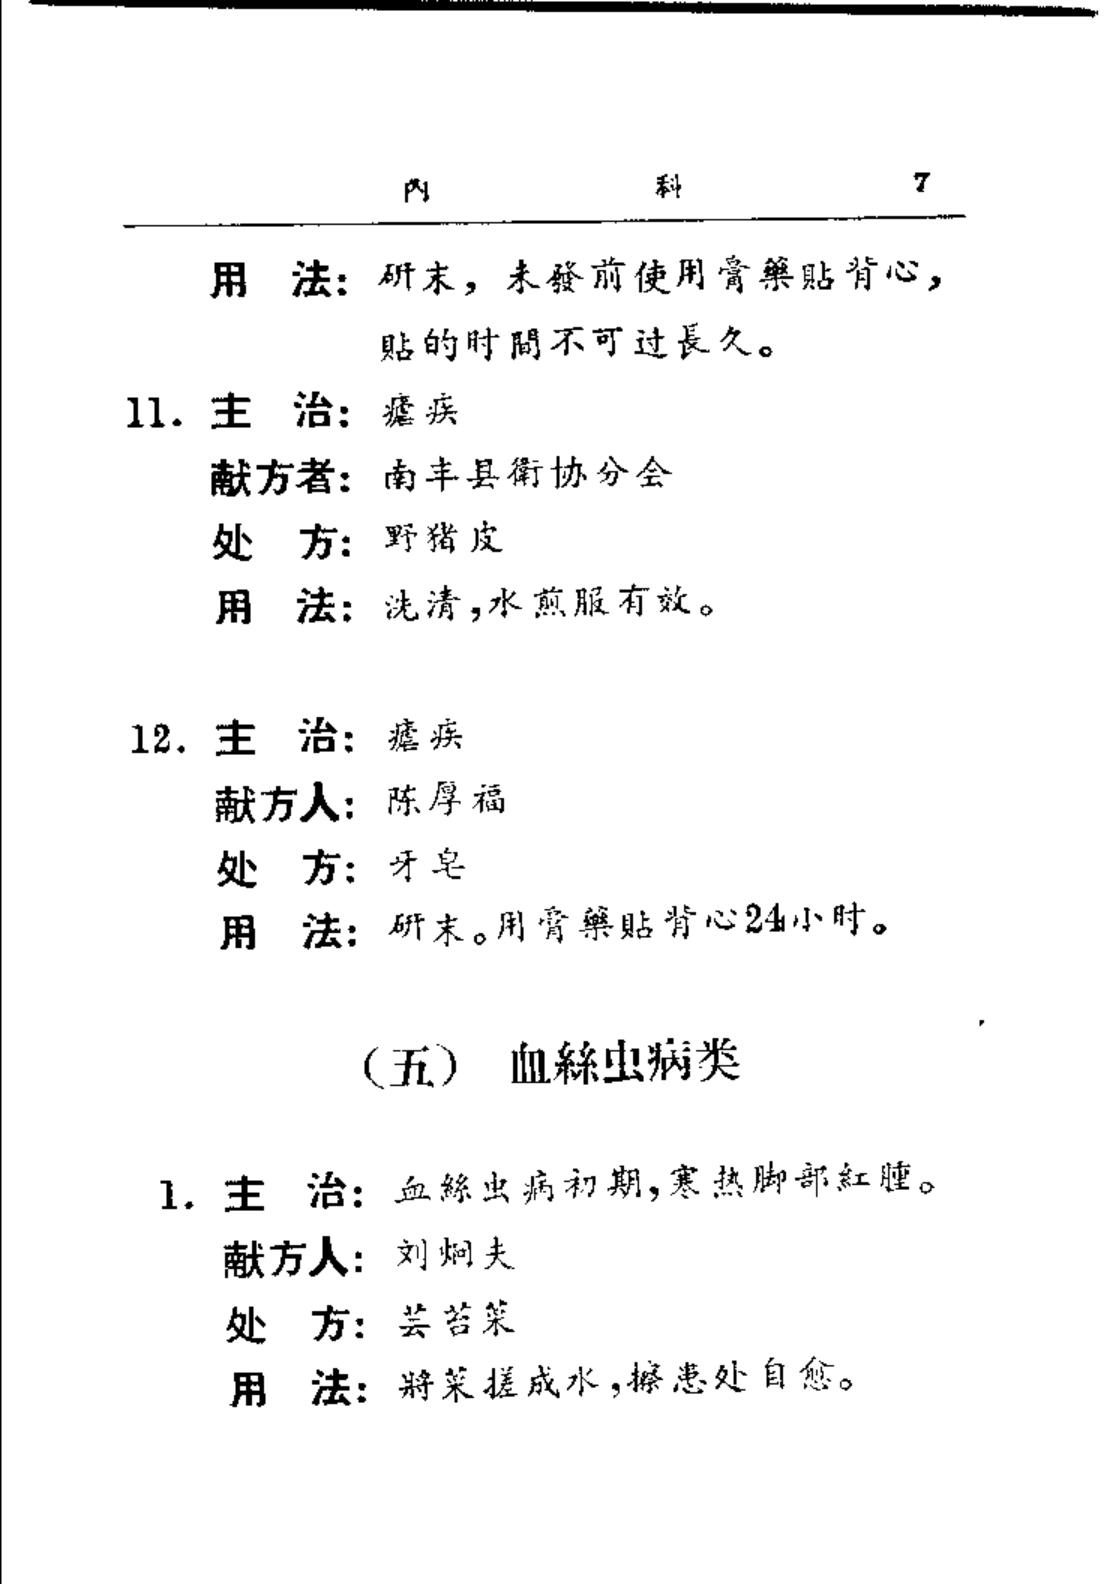 內 科 7
用 法：研末，未發前使用膏藥貼背心，
貼的时間不可过長久。
11. 主 治：瘧疾
献方者：南丰县衛协分会
处 方：野猪皮
用 法：洗清，水煎服有效。
12. 主 治：瘧疾
献方人：陈厚福
处 方：牙皂
用 法：研末。用膏藥貼背心24小时。
（五） 血絲虫病类
1. 主 治：血絲虫病初期，寒热脚部紅腫。
献方人：刘炯夫
处 方：芸苔菜
用 法：將菜搓成水，擦患处自愈。